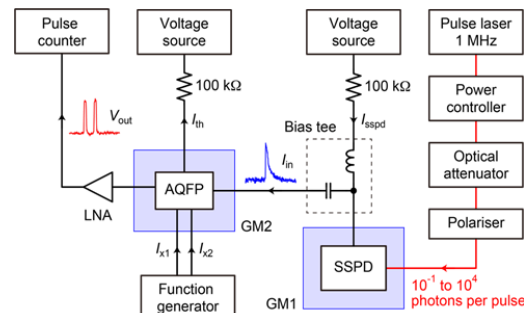 Pulse
counter
Voltage
source
Voltage
source
Pulse laser
1 MHz
100 kΩ
100 kΩ
Power
controller
V_out
I_th
I_sspd
Bias tee
I_in
Optical
attenuator
AQFP
LNA
GM2
Polariser
I_x1
I_x2
SSPD
Function
generator
GM1
10^-1 to 10^4
photons per pulse